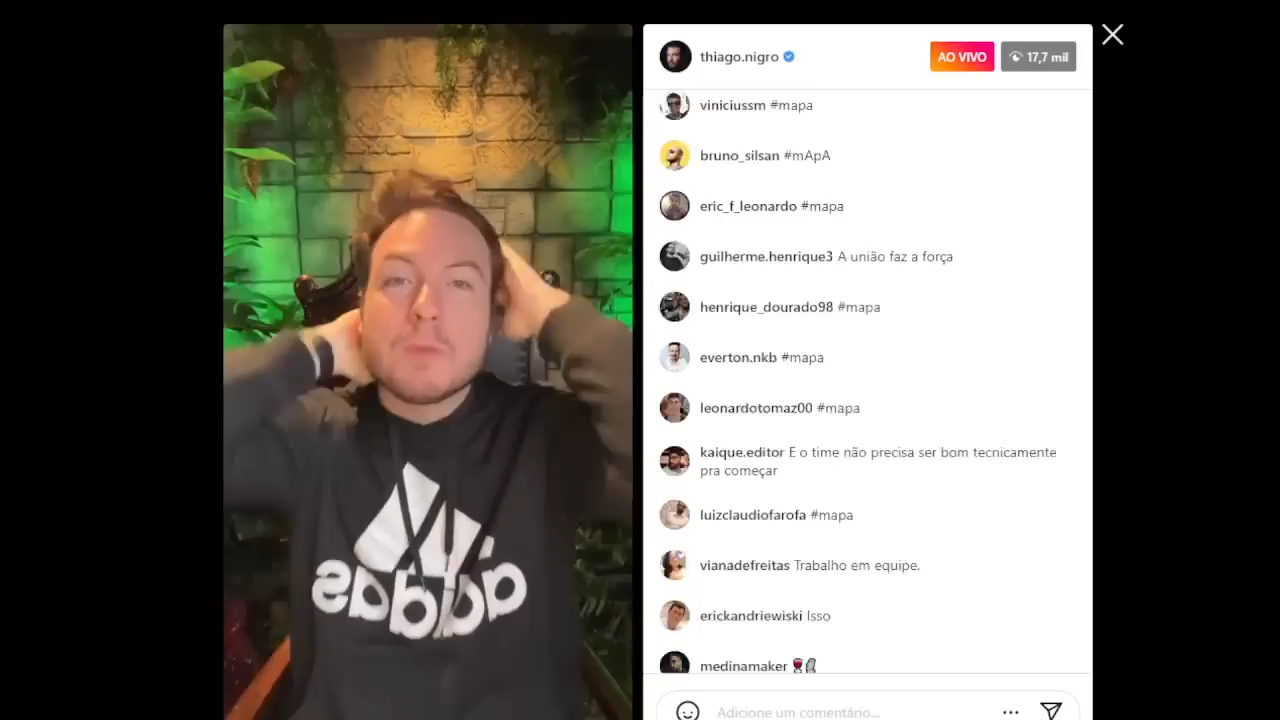 thiago.nigro
AO VIVO
17,7 mil
viniciussm #mapa
bruno_silsan #mApA
eric_f_leonardo #mapa
guilherme.henrique3 A união faz a força
henrique_dourado98 #mapa
everton.nkb #mapa
leonardotomaz00 #mapa
kaique.editor E o time não precisa ser bom tecnicamente
pra começar
luizclaudiofarofa #mapa
vianadefreitas Trabalho em equipe.
erickandriewiski Isso
medinamaker 🍷🗿
adidas
Adicione um comentário...